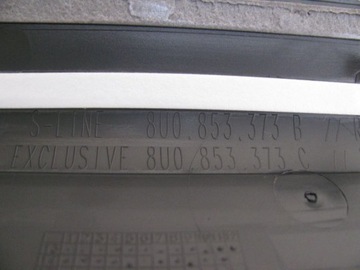 S-LINE 8U0.853.373 B
EXCLUSIVE 8U0/853.373 C